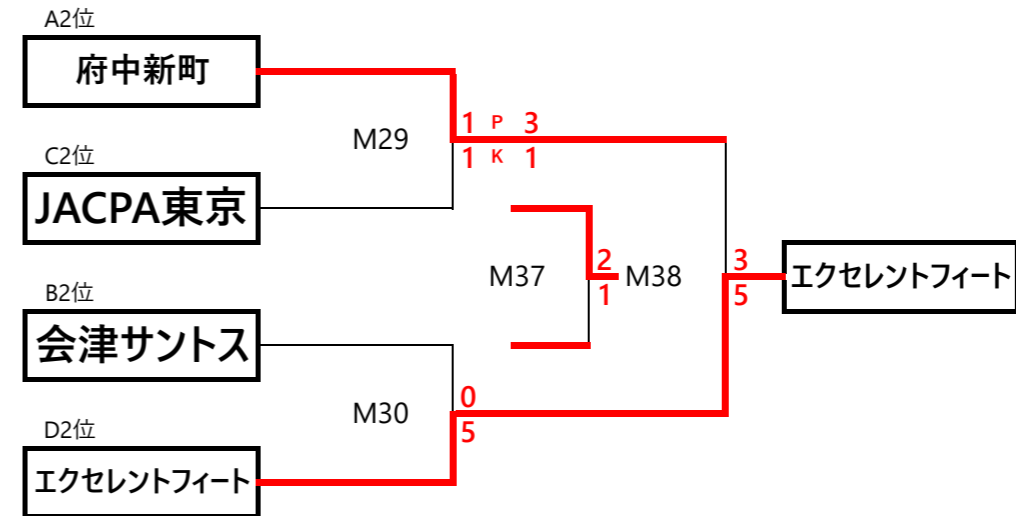 A2位
府中新町
M29
1 P 3
1 K 1
C2位
JACPA東京
M37
2
1
M38
3
5
エクセレントフィート
B2位
会津サントス
M30
0
5
D2位
エクセレントフィート